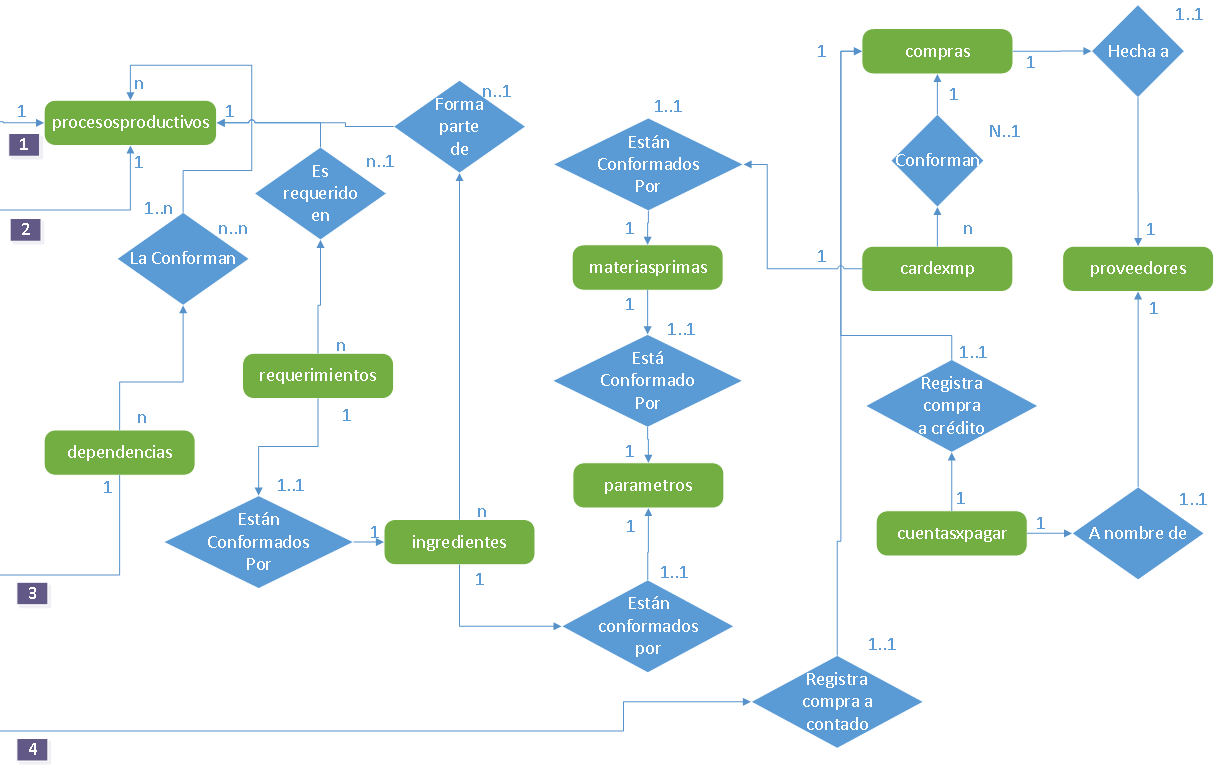 1
1
procesosproductivos
n
1
1
2
1..n
n..n
La Conforman
n
dependencias
1
3
Es
requerido
en
n..1
n
requerimientos
1
1..1
Están
Conformados
Por
1
n..1
Forma
parte
de
n
ingredientes
1
1..1
Están
Conformados
Por
1
materiasprimas
1
1..1
Está
Conformado
Por
1
parametros
1
1..1
Están
conformados
por
1
compras
1
1
N..1
Conforman
n
1
cardexmp
1..1
Hecha a
1
proveedores
1
1..1
Registra
compra
a crédito
1
cuentasxpagar
1
1..1
A nombre de
1..1
Registra
compra a
contado
4